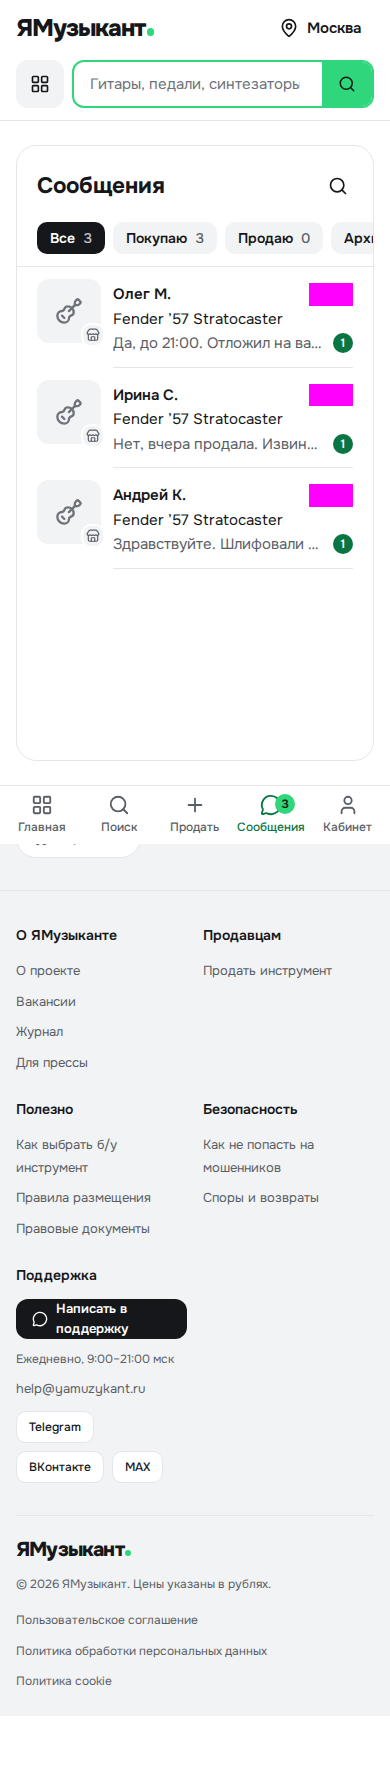 ЯМузыкант.
Москва
Гитары, педали, синтезаторы
Сообщения
Все 3
Покупаю 3
Продаю 0
Олег М.
Fender ’57 Stratocaster
Да, до 21:00. Отложил на ва...
1
Ирина С.
Fender ’57 Stratocaster
Нет, вчера продала. Извин...
1
Андрей К.
Fender ’57 Stratocaster
Здравствуйте. Шлифовали ...
1
3
Главная
Поиск
Продать
Сообщения
Кабинет
О ЯМузыканте
О проекте
Вакансии
Журнал
Для прессы
Продавцам
Продать инструмент
Полезно
Как выбрать б/у
инструмент
Правила размещения
Правовые документы
Безопасность
Как не попасть на
мошенников
Споры и возвраты
Поддержка
Написать в
поддержку
Ежедневно, 9:00–21:00 мск
help@yamuzykant.ru
Telegram
ВКонтакте
MAX
ЯМузыкант.
© 2026 ЯМузыкант. Цены указаны в рублях.
Пользовательское соглашение
Политика обработки персональных данных
Политика cookie